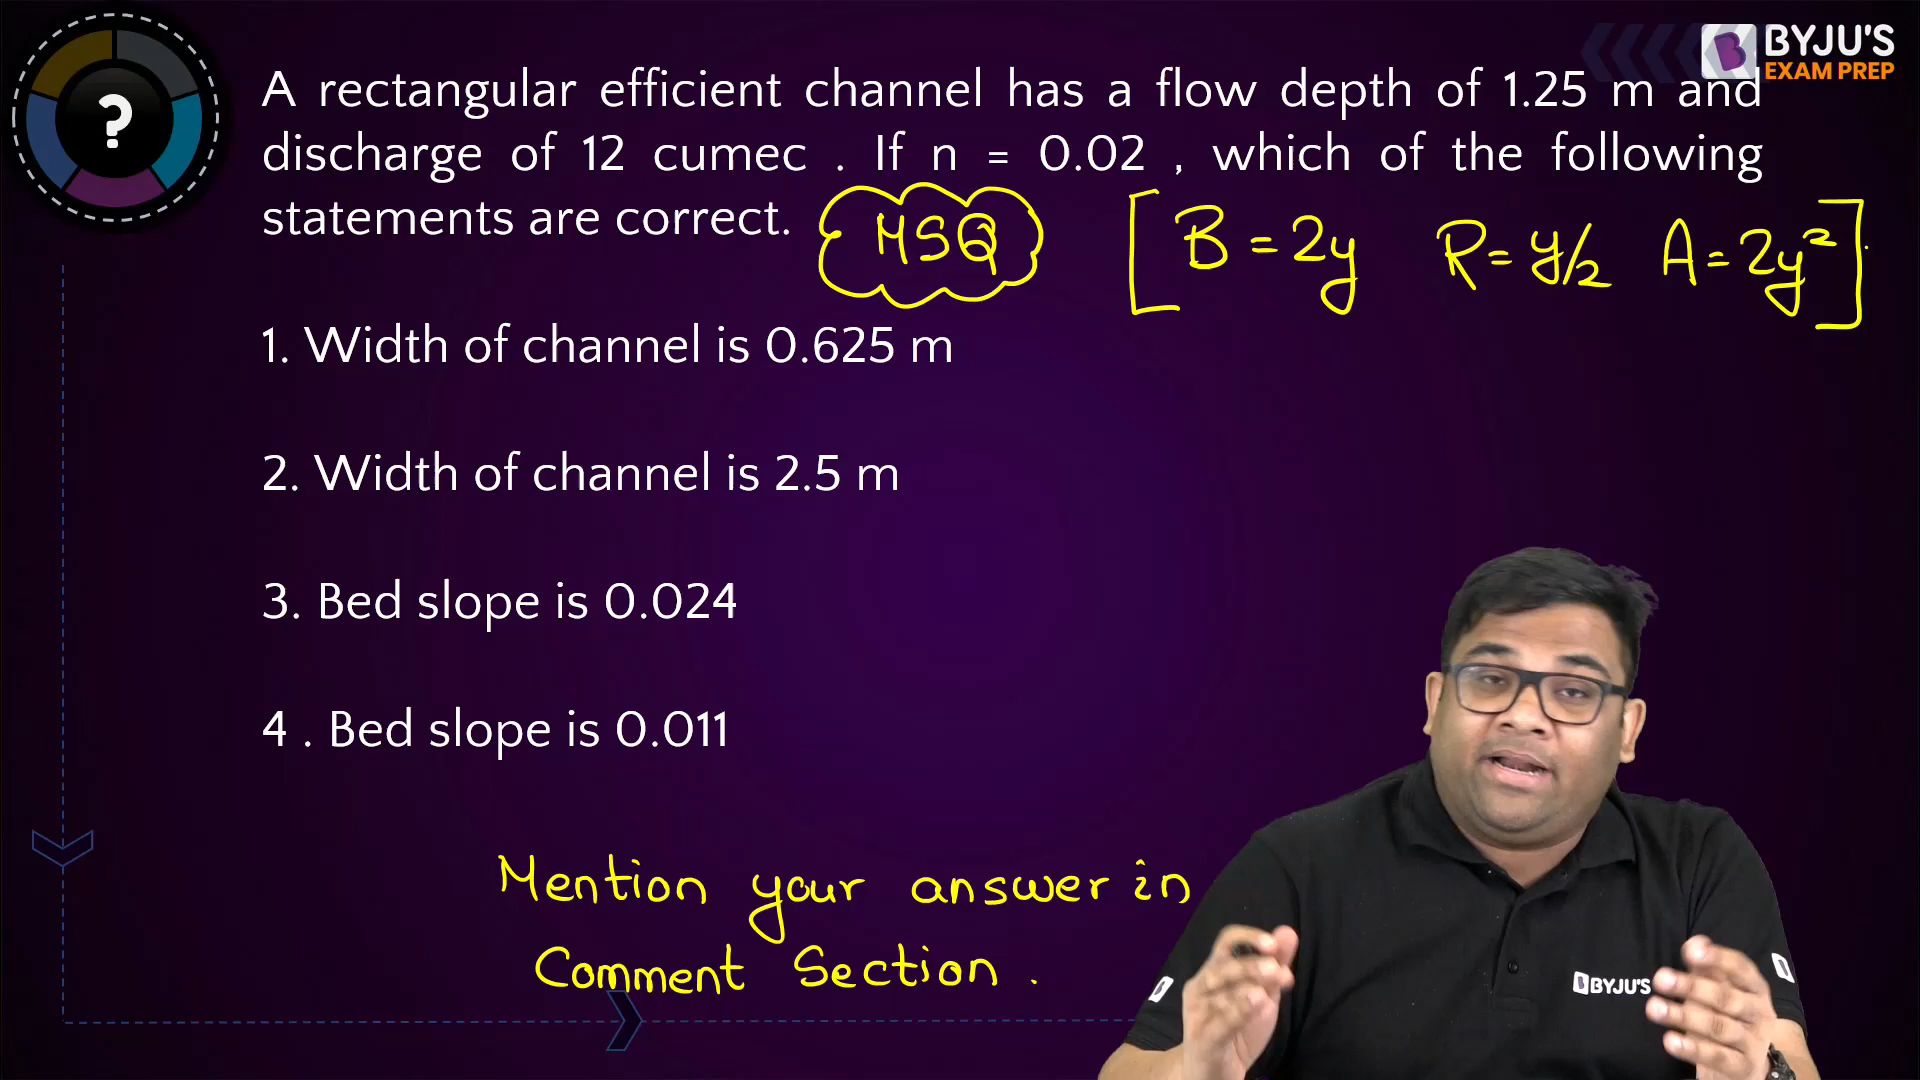 BYJU'S
EXAM PREP
?
A rectangular efficient channel has a flow depth of 1.25 m and
discharge of 12 cumec . If n = 0.02 , which of the following
statements are correct.
MSQ
[ B = 2y R = y/2 A = 2y² ]
1. Width of channel is 0.625 m
2. Width of channel is 2.5 m
3. Bed slope is 0.024
4 . Bed slope is 0.011
Mention your answer in
Comment Section .
BYJU'S